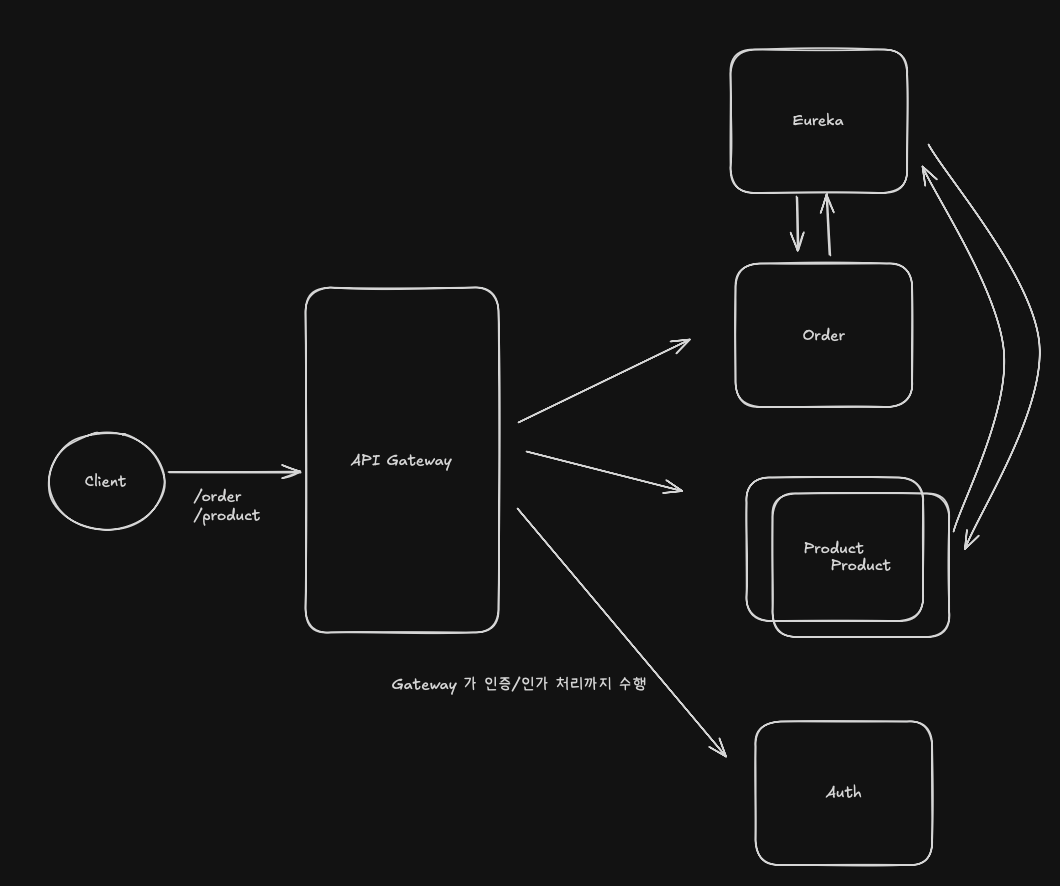 Eureka
Order
API Gateway
Client
/order
/product
Product
Product
Gateway 가 인증/인가 처리까지 수행
Auth